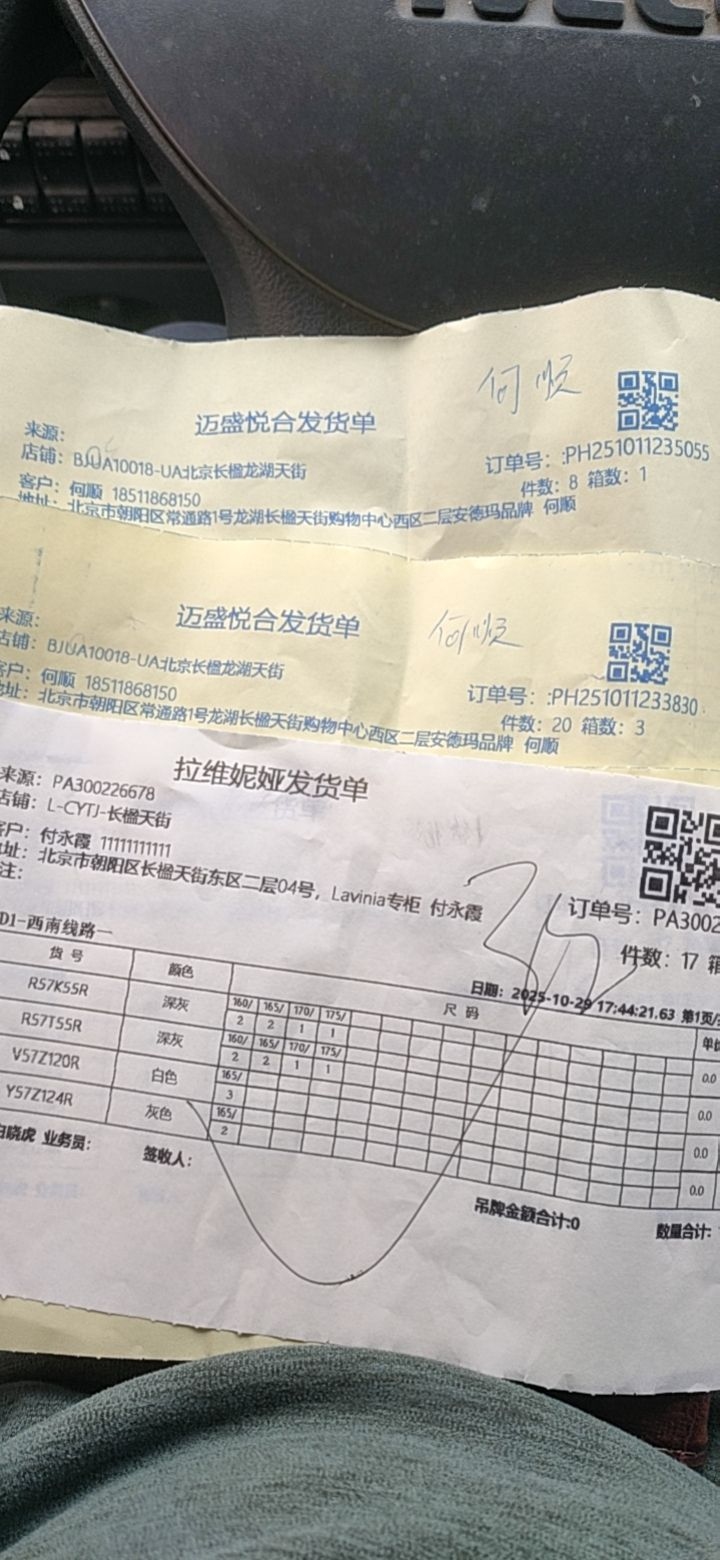 何顺
迈盛悦合发货单
来源:
店铺: BJUA10018-UA北京长楹龙湖天街
订单号: :PH251011235055
客户: 何顺 18511868150
件数: 8 箱数: 1
地址: 北京市朝阳区常通路1号龙湖长楹天街购物中心西区二层安德玛品牌 何顺
迈盛悦合发货单
何顺
来源:
店铺: BJUA10018-UA北京长楹龙湖天街
订单号: :PH251011233830
客户: 何顺 18511868150
件数: 20 箱数: 3
地址: 北京市朝阳区常通路1号龙湖长楹天街购物中心西区二层安德玛品牌 何顺
拉维妮娅发货单
来源: PA300226678
店铺: L-CYTJ-长楹天街
客户: 付永霞 11111111111
地址: 北京市朝阳区长楹天街东区二层04号，Lavinia专柜 付永霞
注:
订单号: PA3002
件数: 17 箱
D1-西南线路一
日期: 2025-10-29 17:44:21.63 第1页/
货号 颜色 尺码 单价
R57K55R 深灰 160/ 165/ 170/ 175/
2 2 1 1 0.0
R57T55R 深灰 160/ 165/ 170/ 175/
2 2 1 1 0.0
V57Z120R 白色 165/
3 0.0
Y57Z124R 灰色 165/
2 0.0
晓虎 业务员: 签收人:
吊牌金额合计:0 数量合计: